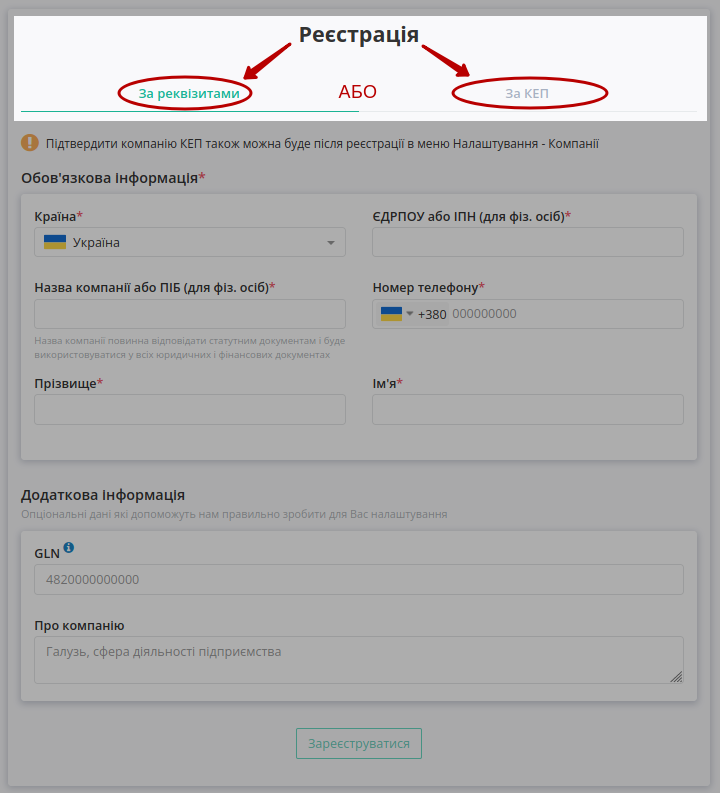 Реєстрація
За реквізитами АБО За КЕП
Підтвердити компанію КЕП також можна буде після реєстрації в меню Налаштування - Компанії
Обов'язкова інформація*
Країна* ЄДРПОУ або ІПН (для фіз. осіб)*
Україна
Назва компанії або ПІБ (для фіз. осіб)* Номер телефону*
+380 000000000
Назва компанії повинна відповідати статутним документам і буде
використовуватися у всіх юридичних і фінансових документах
Прізвище* Ім'я*
Додаткова інформація
Опціональні дані які допоможуть нам правильно зробити для Вас налаштування
GLN
4820000000000
Про компанію
Галузь, сфера діяльності підприємства
Зареєструватися